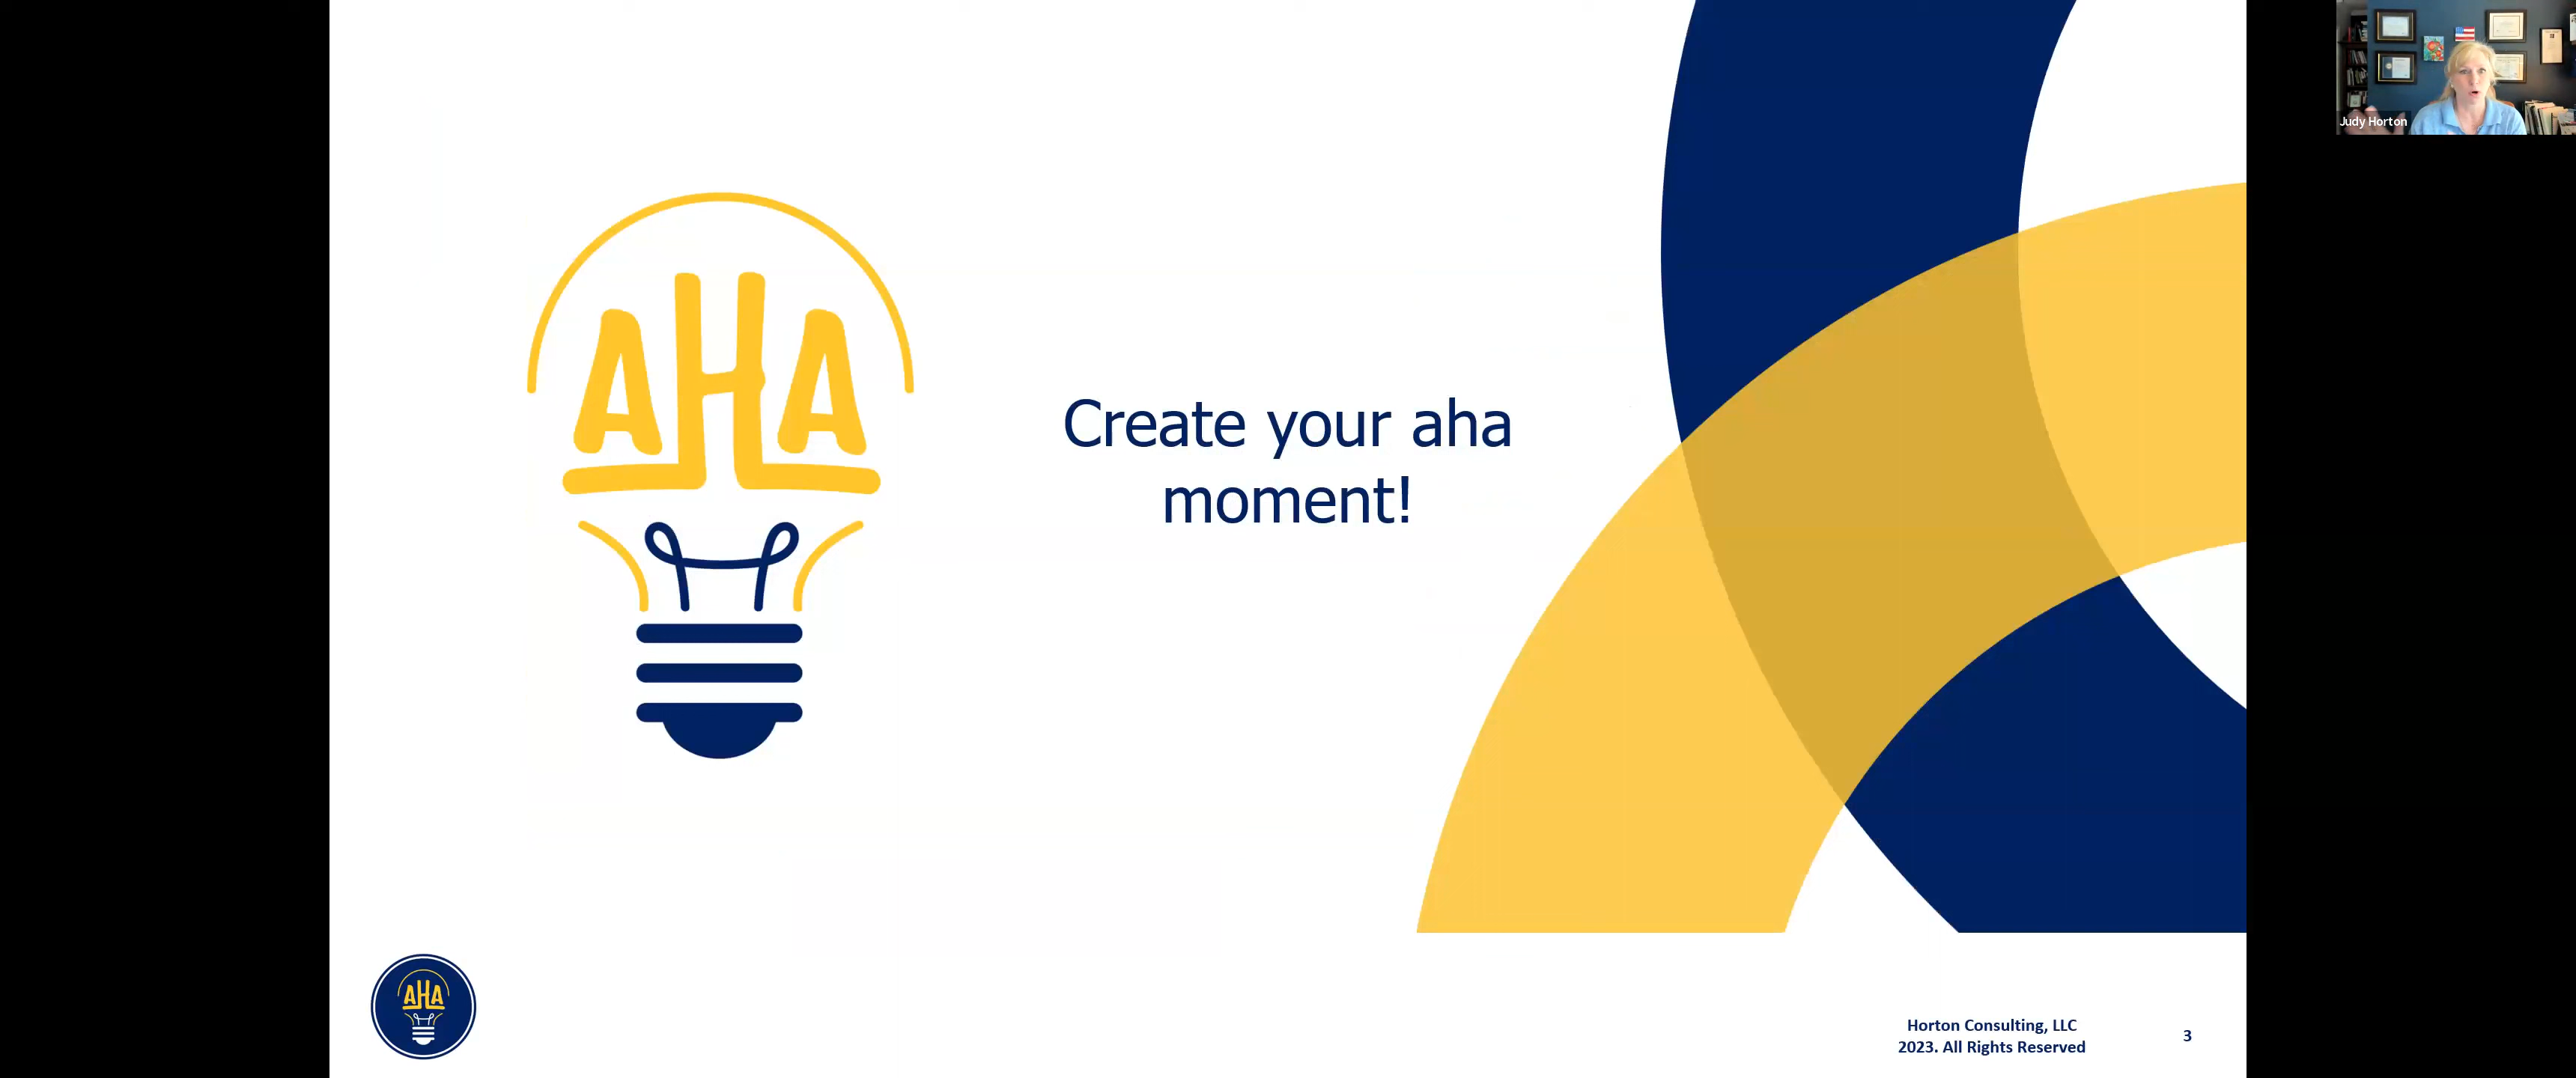 Judy Horton
AHA
Create your aha
moment!
AHA
Horton Consulting, LLC
2023. All Rights Reserved
3